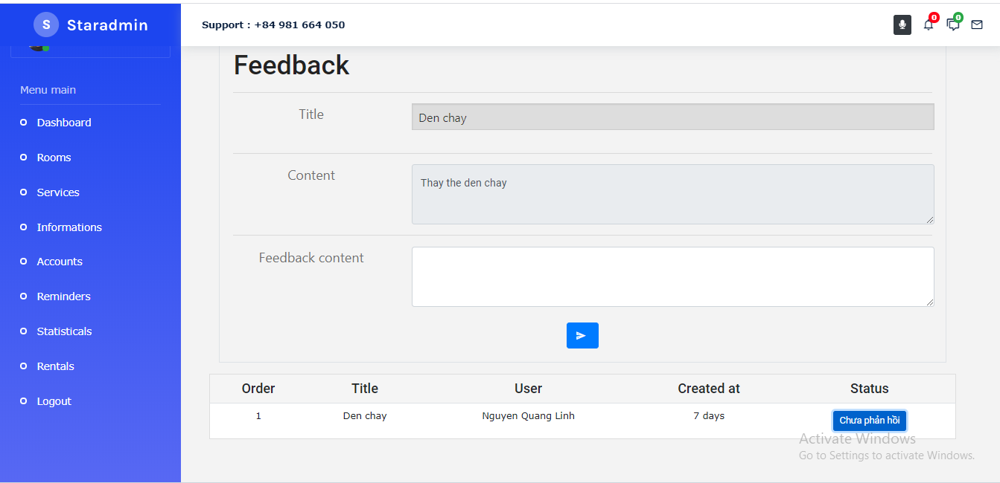 S Staradmin
Support : +84 981 664 050
0
0
Menu main
Dashboard
Rooms
Services
Informations
Accounts
Reminders
Statisticals
Rentals
Logout
Feedback
Title
Den chay
Content
Thay the den chay
Feedback content
Order Title User Created at Status
1 Den chay Nguyen Quang Linh 7 days Chưa phản hồi
Activate Windows
Go to Settings to activate Windows.